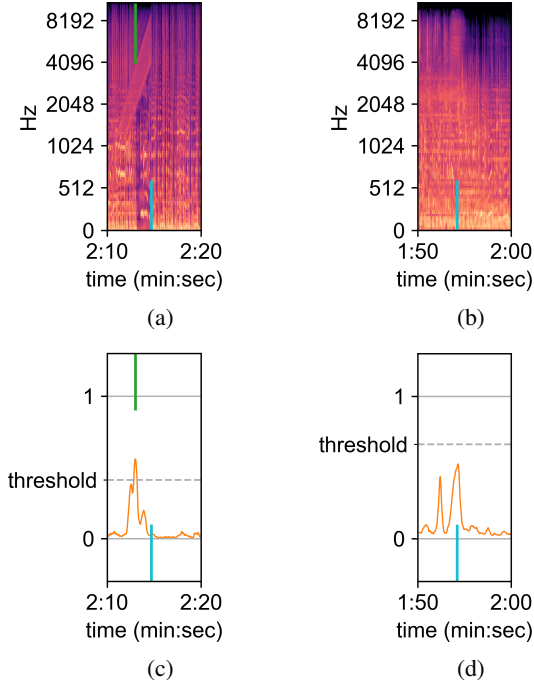 8192
4096
2048
1024
512
0
Hz
2:10 2:20
time (min:sec)
(a)
8192
4096
2048
1024
512
0
Hz
1:50 2:00
time (min:sec)
(b)
1
threshold
0
2:10 2:20
time (min:sec)
(c)
1
threshold
0
1:50 2:00
time (min:sec)
(d)